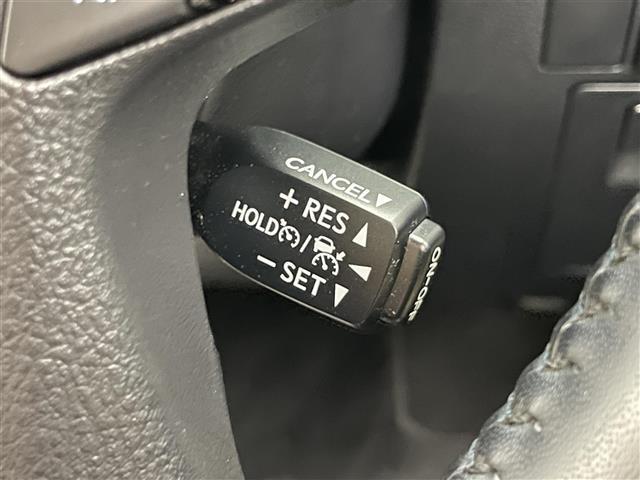 CANCEL▼
+ RES ▲
HOLD / ◀
− SET ▼
ON-OFF